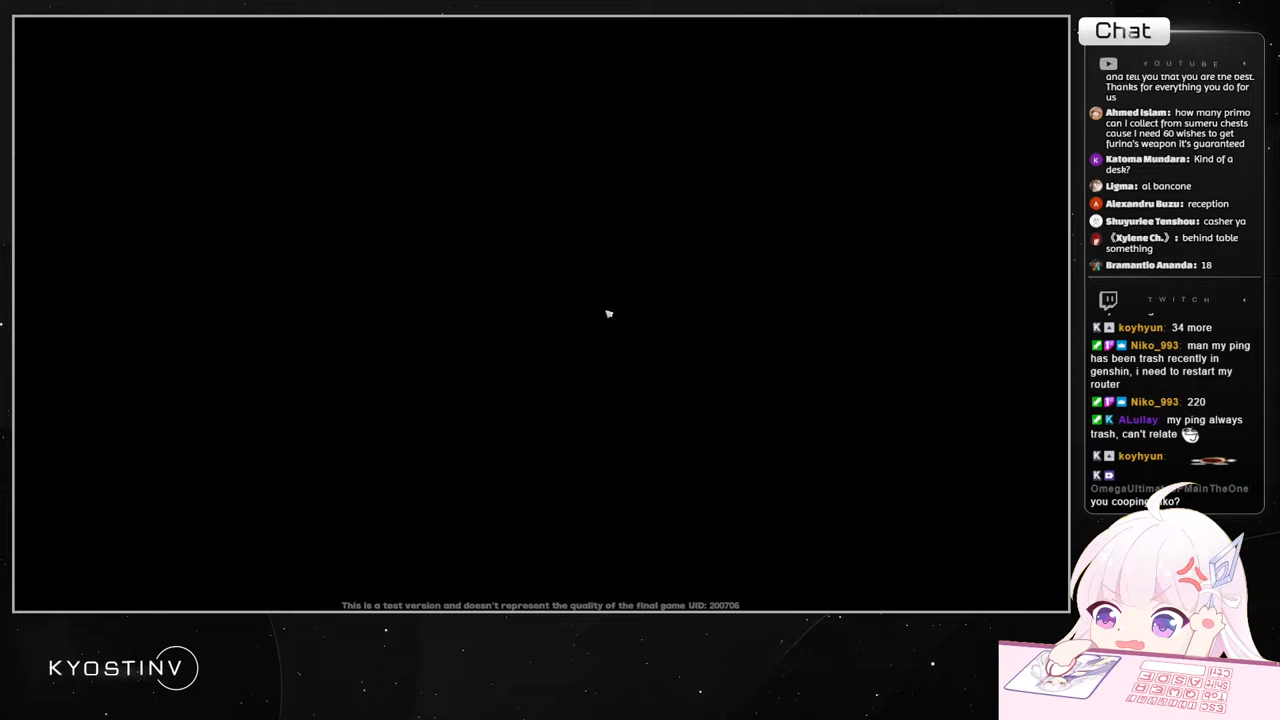 Chat
YOUTUBE
and tell you that you are the best.
Thanks for everything you do for
us
Ahmed Islam: how many primo
can I collect from sumeru chests
cause I need 60 wishes to get
furina's weapon it's guaranteed
K Katoma Mundara: Kind of a
desk?
Ligma: al bancone
A Alexandru Buzu: reception
Shuyuriee Tenshou: casher ya
《Xylene Ch.》: behind table
something
Bramantio Ananda: 18
TWITCH
K koyhyun: 34 more
Niko_993: man my ping
has been trash recently in
genshin, i need to restart my
router
Niko_993: 220
K ALullay my ping always
trash, can't relate
K koyhyun:
K
you cooping
This is a test version and doesn't represent the quality of the final game UID: 200706
KYOSTINV
Ctrl
Shift
Tab
ESC